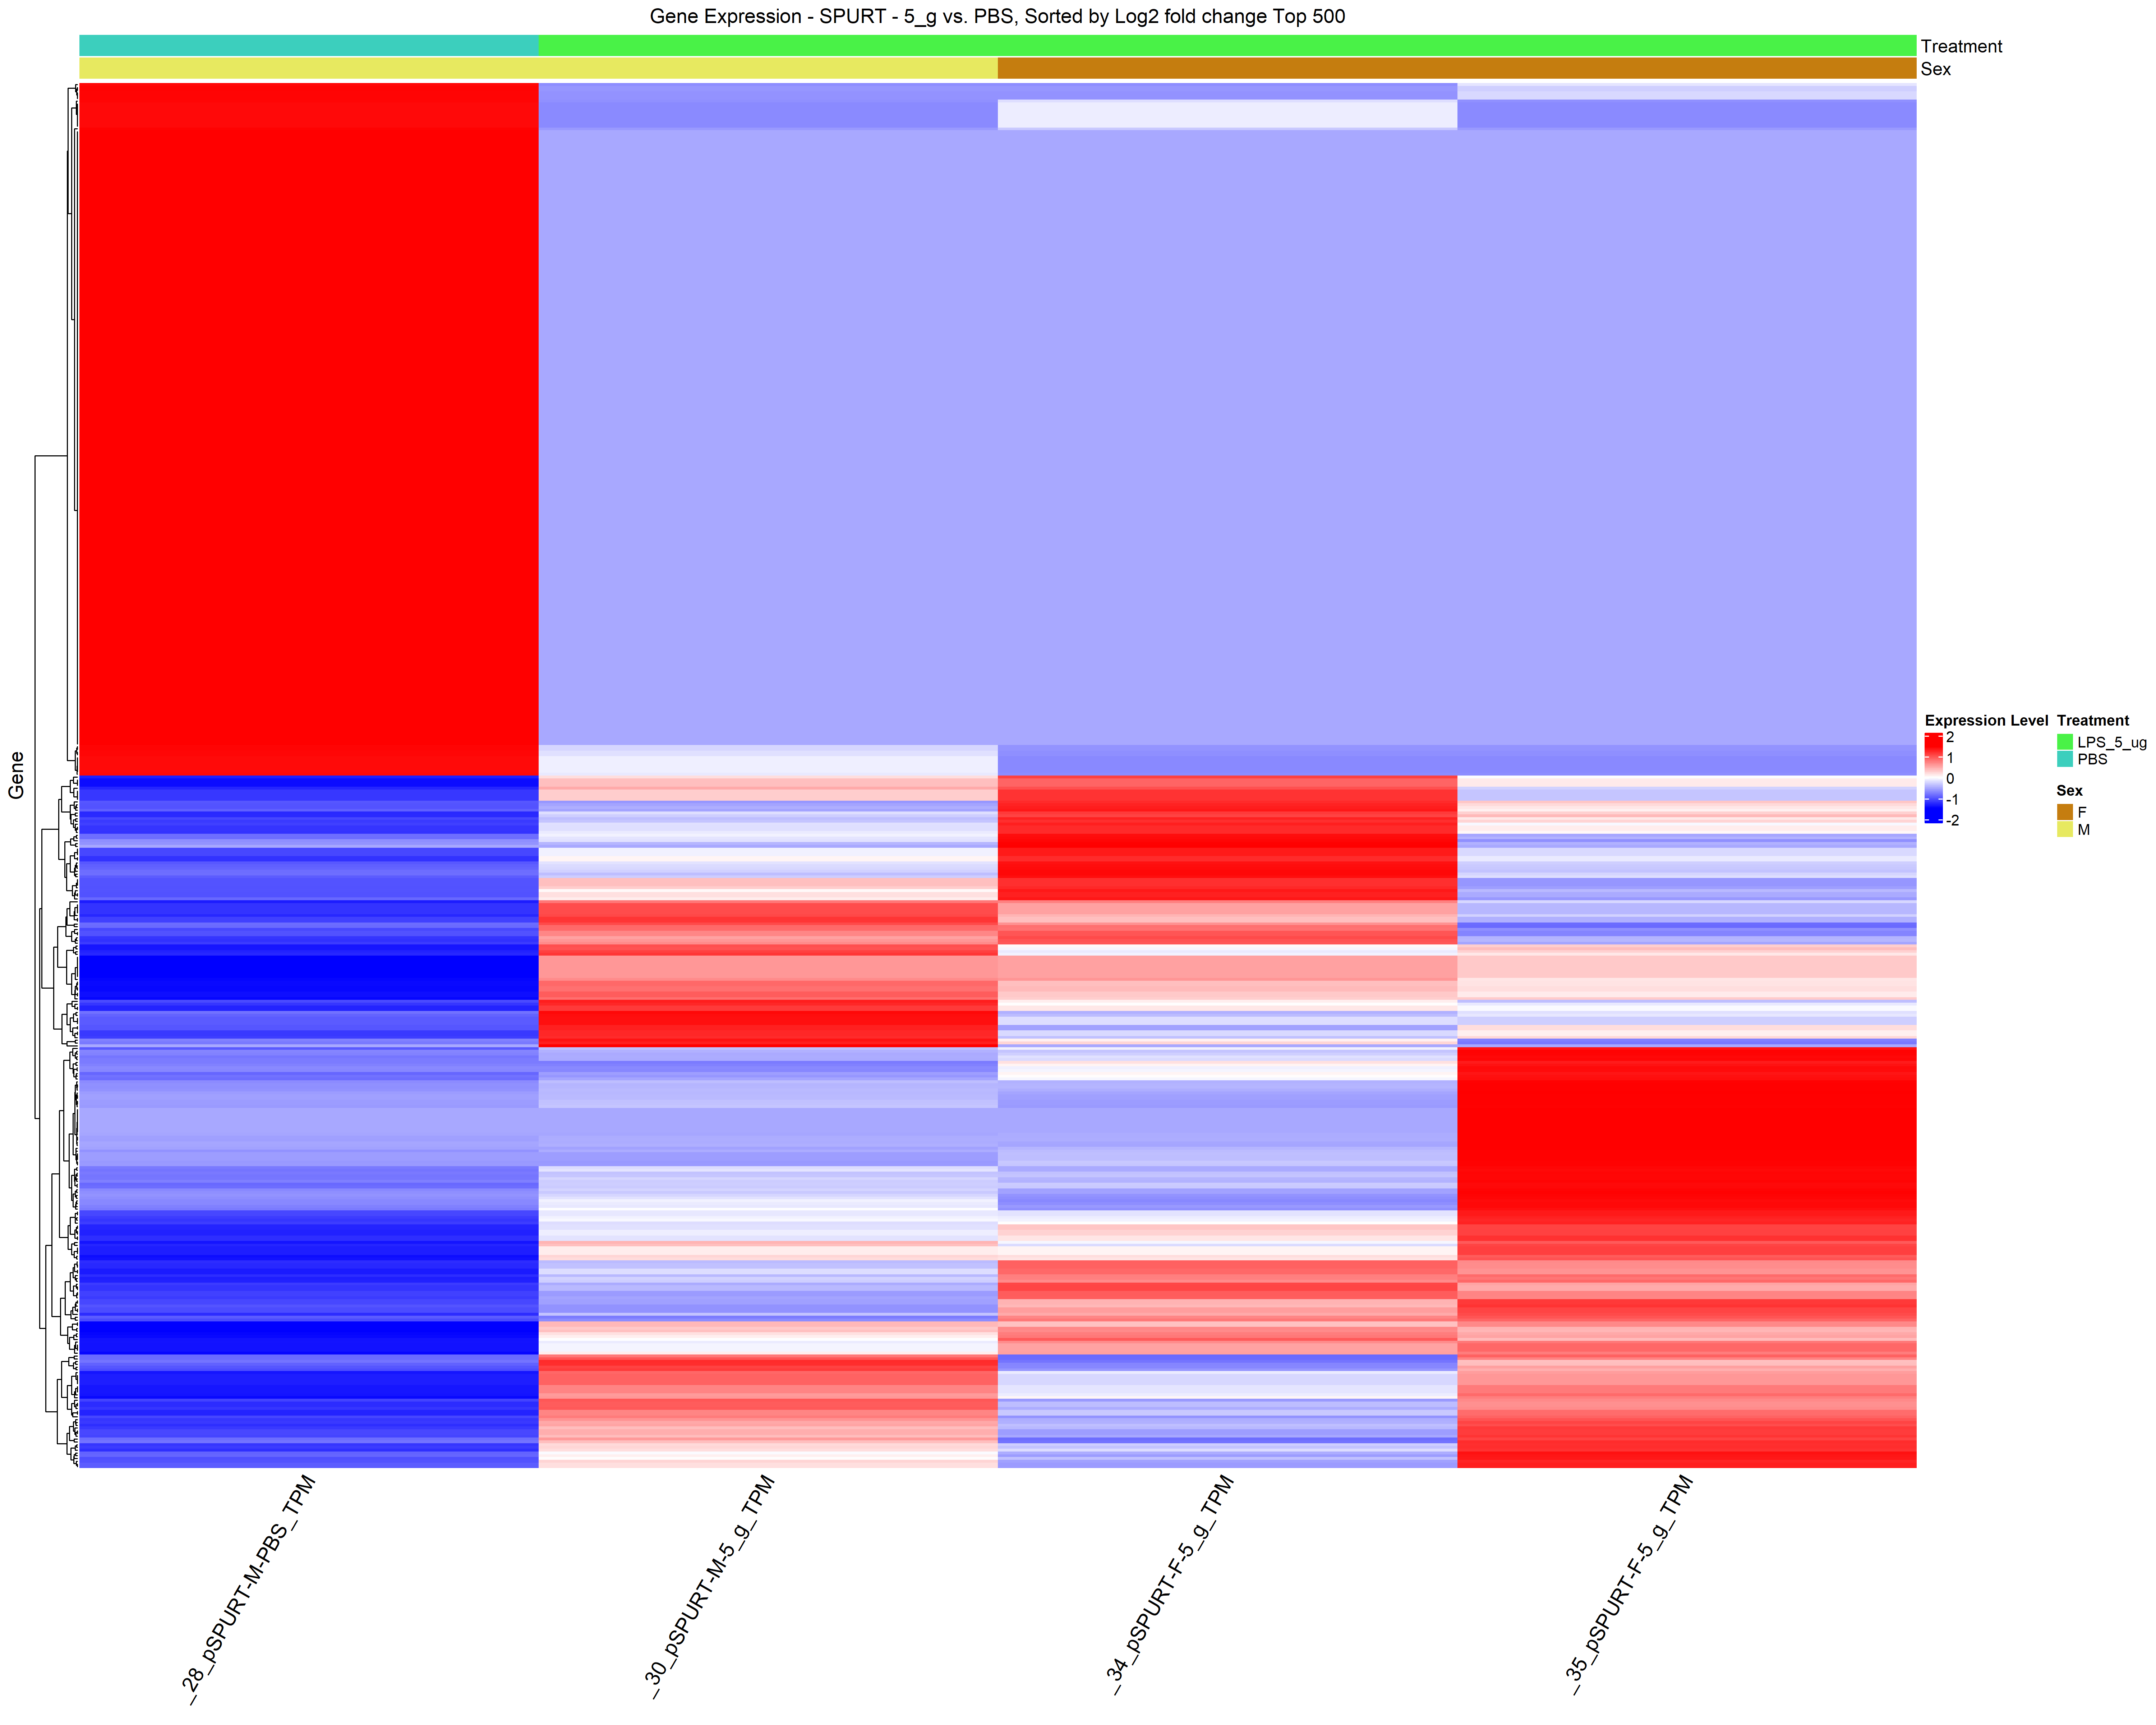 Gene Expression - SPURT - 5_g vs. PBS, Sorted by Log2 fold change Top 500
Treatment
Sex
Gene
Expression Level
2
1
0
-1
-2
Treatment
LPS_5_ug
PBS
Sex
F
M
_28_pSPURT-M-PBS_TPM
_30_pSPURT-M-5_g_TPM
_34_pSPURT-F-5_g_TPM
_35_pSPURT-F-5_g_TPM